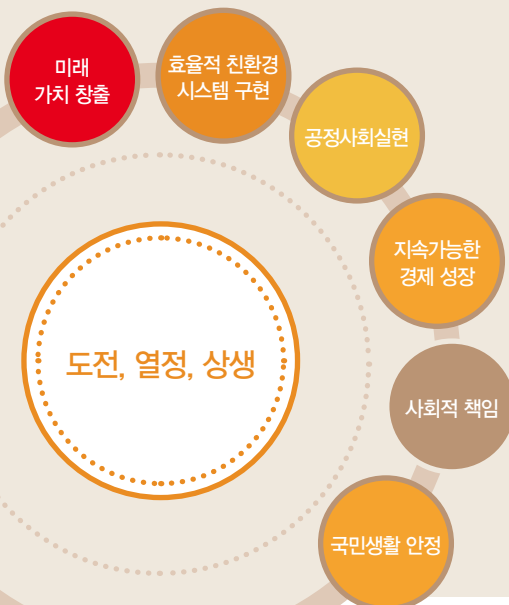 미래
가치 창출
효율적 친환경
시스템 구현
공정사회실현
지속가능한
경제 성장
도전, 열정, 상생
사회적 책임
국민생활 안정